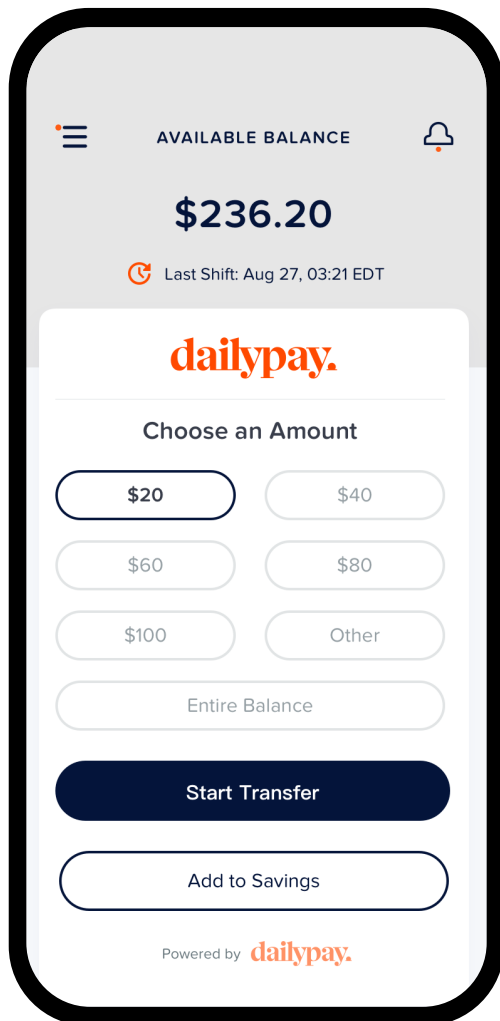 AVAILABLE BALANCE
$236.20
Last Shift: Aug 27, 03:21 EDT
dailypay.
Choose an Amount
$20
$40
$60
$80
$100
Other
Entire Balance
Start Transfer
Add to Savings
Powered by dailypay.